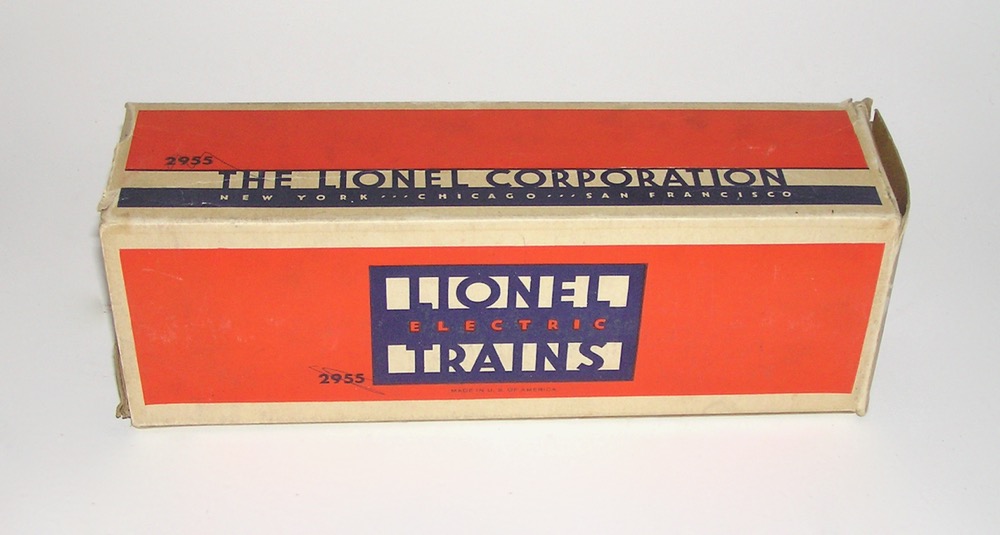 2955
THE LIONEL CORPORATION
NEW YORK···CHICAGO···SAN FRANCISCO
LIONEL
ELECTRIC
TRAINS
2955
MADE IN U. S. OF AMERICA